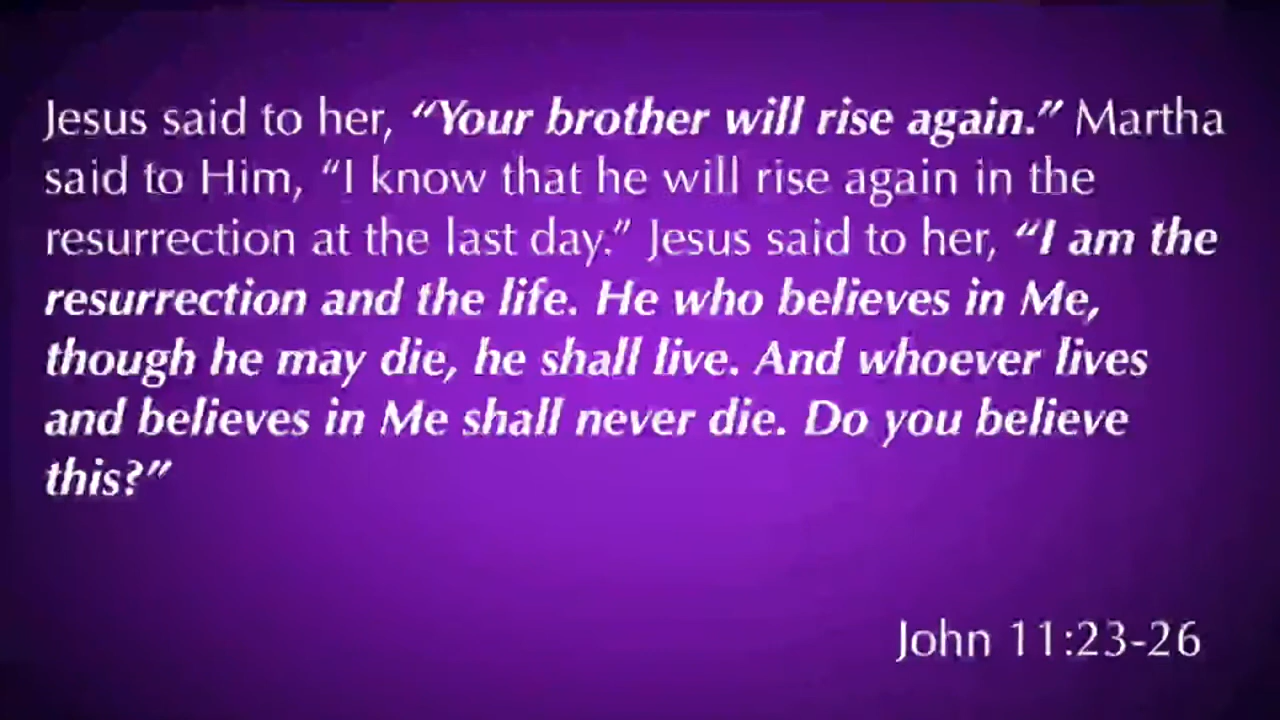 Jesus said to her, “Your brother will rise again.” Martha
said to Him, “I know that he will rise again in the
resurrection at the last day.” Jesus said to her, “I am the
resurrection and the life. He who believes in Me,
though he may die, he shall live. And whoever lives
and believes in Me shall never die. Do you believe
this?”
John 11:23-26